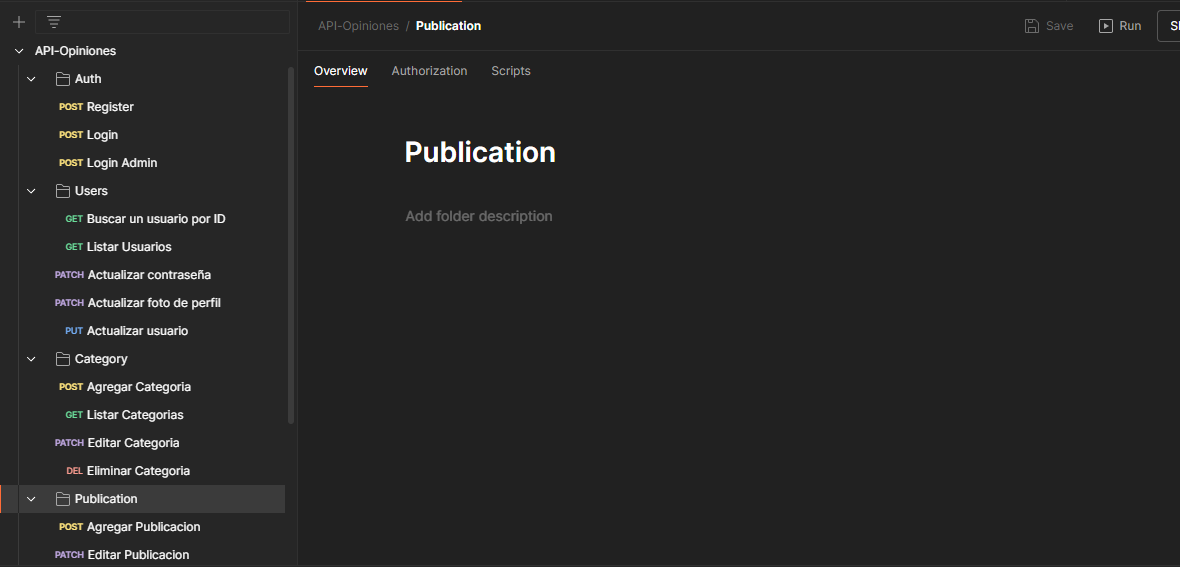 API-Opiniones
Auth
POST Register
POST Login
POST Login Admin
Users
GET Buscar un usuario por ID
GET Listar Usuarios
PATCH Actualizar contraseña
PATCH Actualizar foto de perfil
PUT Actualizar usuario
Category
POST Agregar Categoria
GET Listar Categorias
PATCH Editar Categoria
DEL Eliminar Categoria
Publication
POST Agregar Publicacion
PATCH Editar Publicacion
API-Opiniones / Publication
Save
Run
Overview Authorization Scripts
Publication
Add folder description